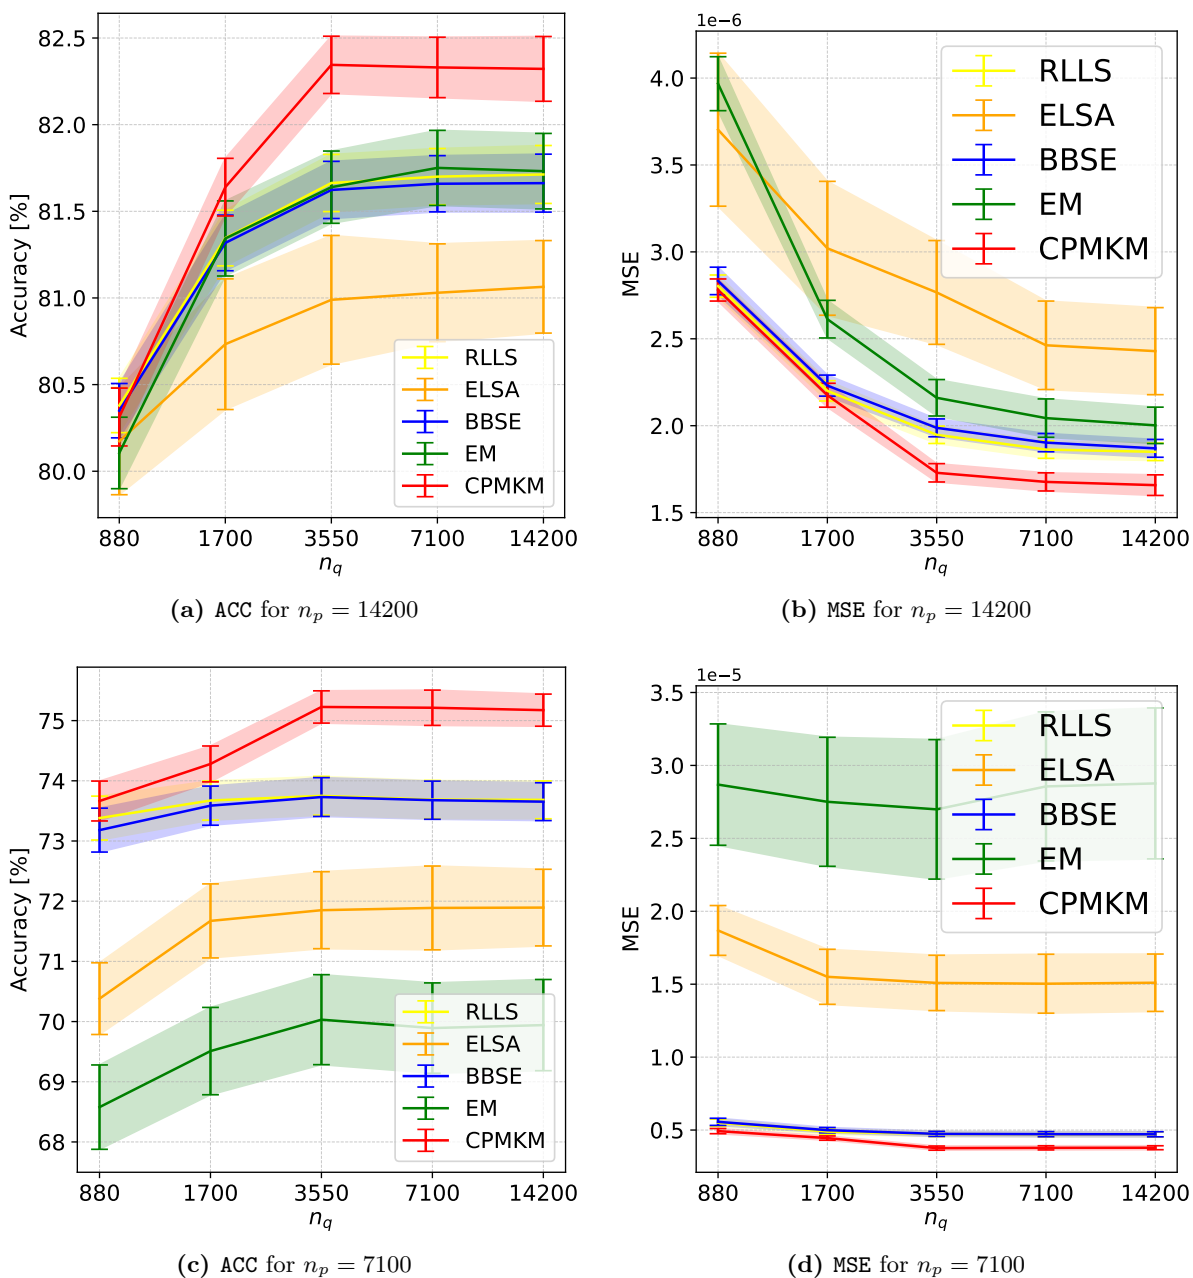 82.5
82.0
81.5
81.0
80.5
80.0
Accuracy [%]
RLLS
ELSA
BBSE
EM
CPMKM
880 1700 3550 7100 14200
n_q
(a) ACC for n_p = 14200
1e−6
4.0
3.5
3.0
2.5
2.0
1.5
MSE
RLLS
ELSA
BBSE
EM
CPMKM
880 1700 3550 7100 14200
n_q
(b) MSE for n_p = 14200
75
74
73
72
71
70
69
68
Accuracy [%]
RLLS
ELSA
BBSE
EM
CPMKM
880 1700 3550 7100 14200
n_q
(c) ACC for n_p = 7100
1e−5
3.5
3.0
2.5
2.0
1.5
1.0
0.5
MSE
RLLS
ELSA
BBSE
EM
CPMKM
880 1700 3550 7100 14200
n_q
(d) MSE for n_p = 7100